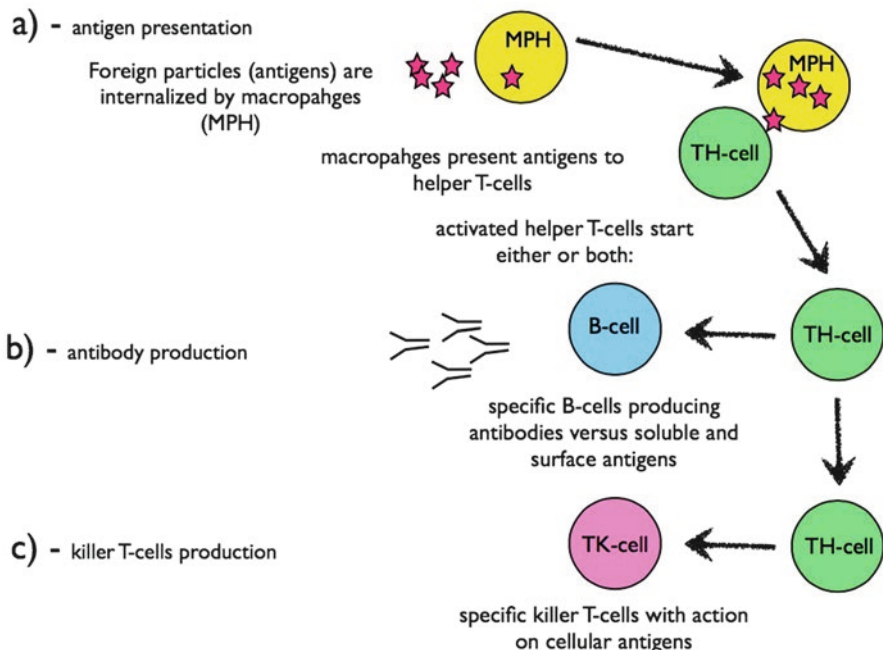 a) - antigen presentation
MPH
MPH
Foreign particles (antigens) are
internalized by macropahges
(MPH)
TH-cell
macropahges present antigens to
helper T-cells
activated helper T-cells start
either or both:
b) - antibody production
B-cell
TH-cell
specific B-cells producing
antibodies versus soluble and
surface antigens
c) - killer T-cells production
TK-cell
TH-cell
specific killer T-cells with action
on cellular antigens